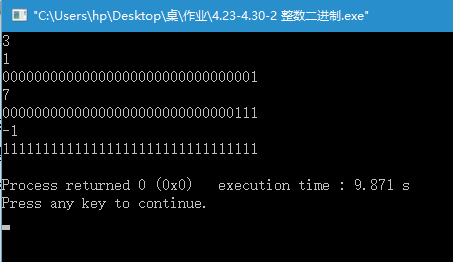 "C:\Users\hp\Desktop\桌\作业\4.23-4.30-2 整数二进制.exe"
3
1
00000000000000000000000000000001
7
00000000000000000000000000000111
-1
11111111111111111111111111111111
Process returned 0 (0x0)   execution time : 9.871 s
Press any key to continue.